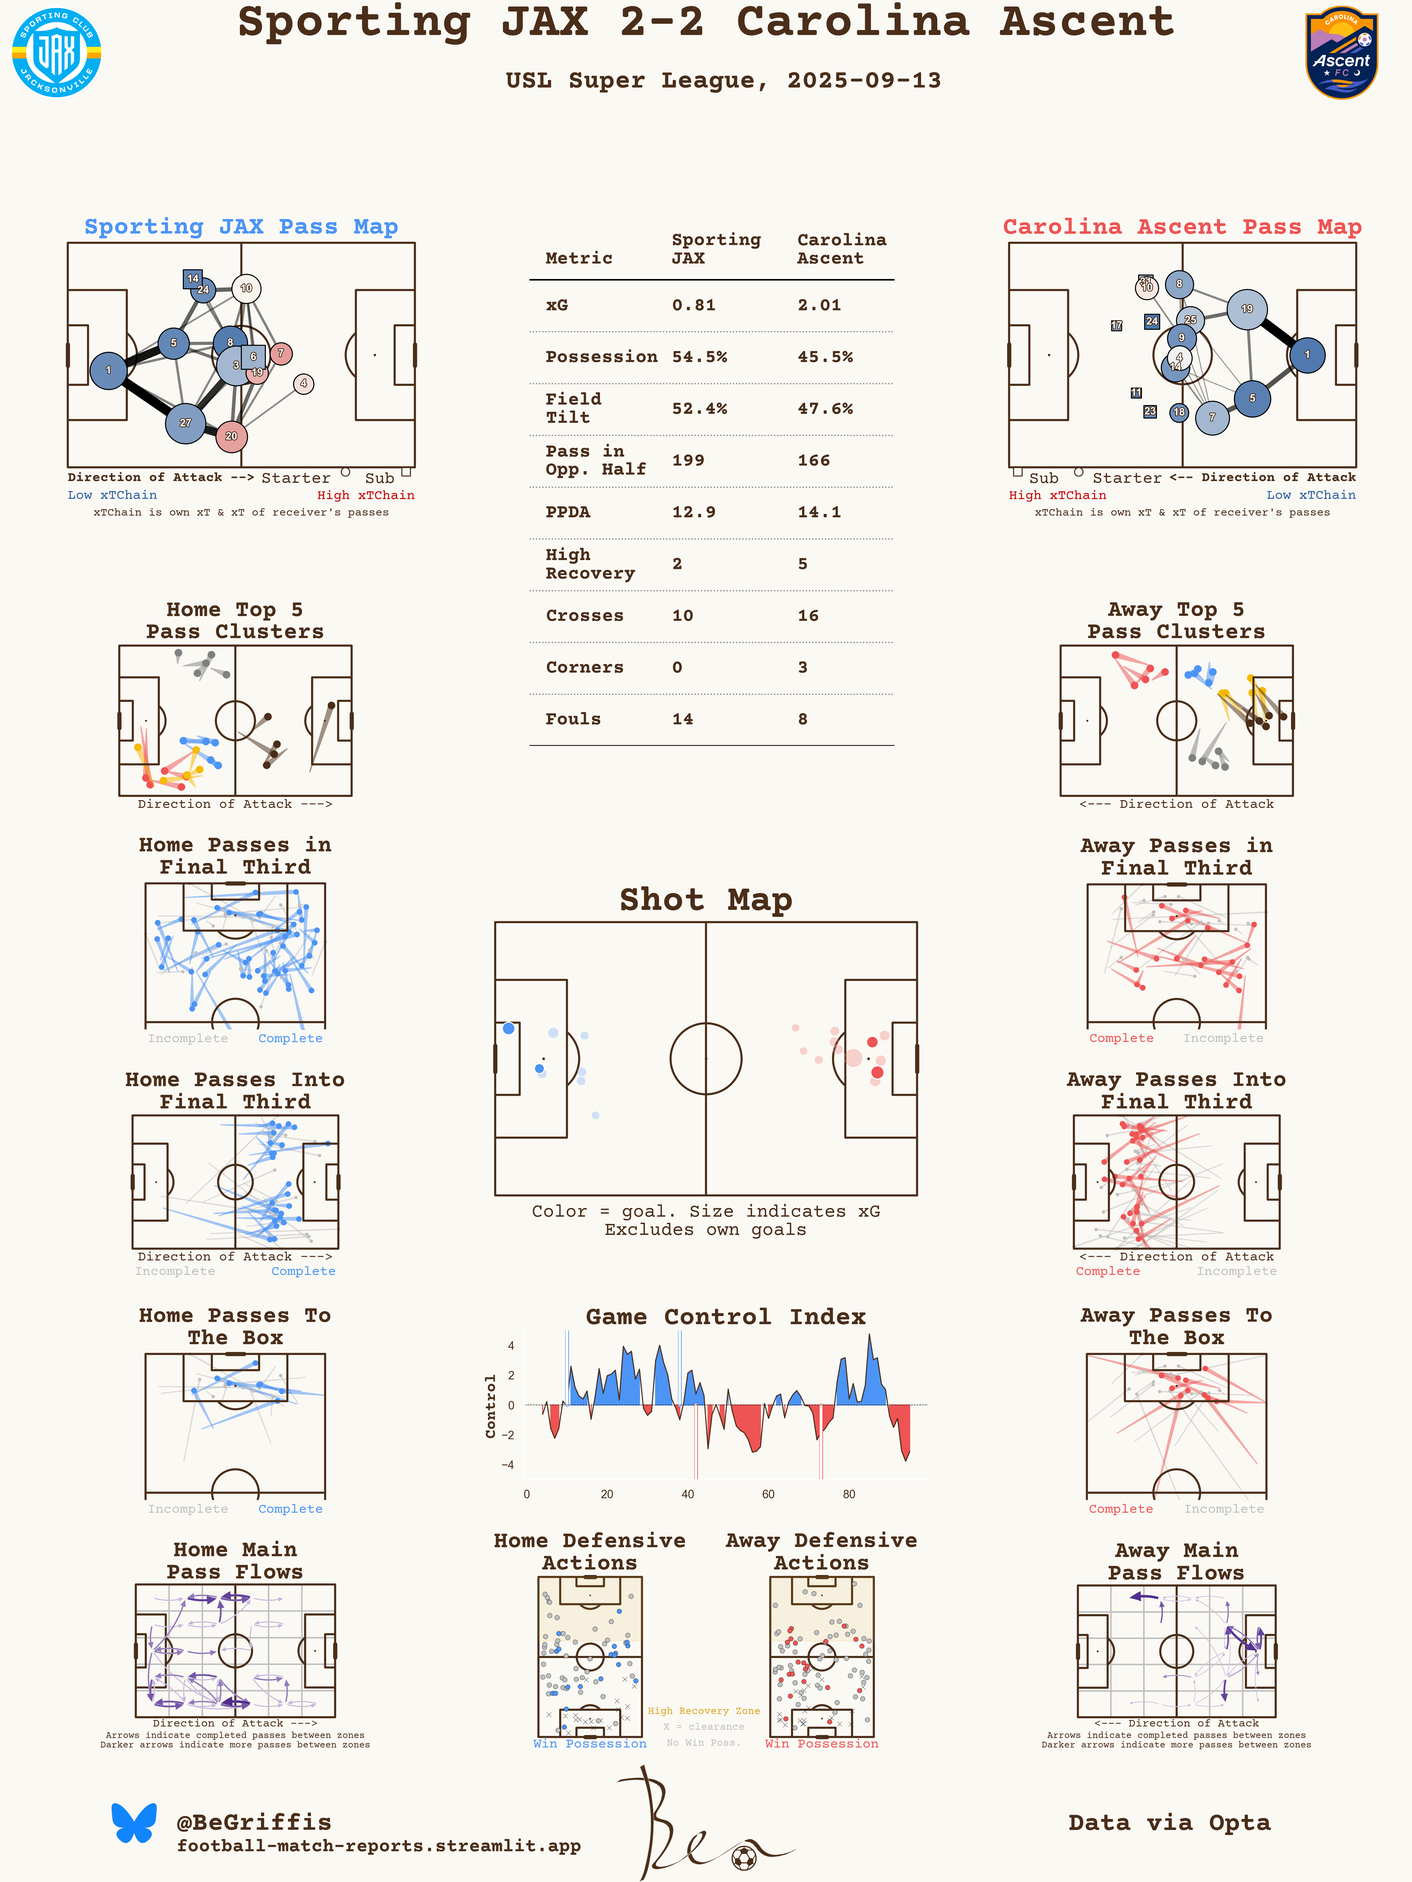 Sporting JAX 2-2 Carolina Ascent
USL Super League, 2025-09-13
SPORTING CLUB
JAX
JACKSONVILLE
CAROLINA
Ascent
FC
Sporting JAX Pass Map
14
24
10
5
8
1
3
6
7
19
4
27
20
Direction of Attack --> Starter Sub
Low xTChain High xTChain
xTChain is own xT & xT of receiver's passes
Metric Sporting JAX Carolina Ascent
xG 0.81 2.01
Possession 54.5% 45.5%
Field Tilt 52.4% 47.6%
Pass in Opp. Half 199 166
PPDA 12.9 14.1
High Recovery 2 5
Crosses 10 16
Corners 0 3
Fouls 14 8
Carolina Ascent Pass Map
10
8
17
24
25
19
9
4
14
1
11
23
18
7
5
Sub Starter <-- Direction of Attack
High xTChain Low xTChain
xTChain is own xT & xT of receiver's passes
Home Top 5
Pass Clusters
Direction of Attack --->
Away Top 5
Pass Clusters
<--- Direction of Attack
Home Passes in
Final Third
Incomplete Complete
Away Passes in
Final Third
Complete Incomplete
Shot Map
Color = goal. Size indicates xG
Excludes own goals
Home Passes Into
Final Third
Direction of Attack --->
Incomplete Complete
Away Passes Into
Final Third
<--- Direction of Attack
Complete Incomplete
Home Passes To
The Box
Incomplete Complete
Game Control Index
Control
4
2
0
−2
−4
0 20 40 60 80
Away Passes To
The Box
Complete Incomplete
Home Main
Pass Flows
Direction of Attack --->
Arrows indicate completed passes between zones
Darker arrows indicate more passes between zones
Home Defensive
Actions
Win Possession
Away Defensive
Actions
Win Possession
High Recovery Zone
X = clearance
No Win Poss.
Away Main
Pass Flows
<--- Direction of Attack
Arrows indicate completed passes between zones
Darker arrows indicate more passes between zones
@BeGriffis
football-match-reports.streamlit.app
Ben
Data via Opta